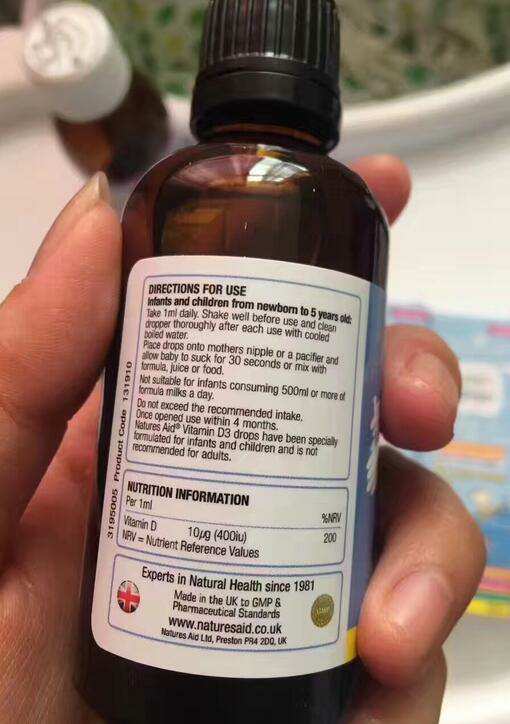 DIRECTIONS FOR USE
Infants and children from newborn to 5 years old:
Take 1ml daily. Shake well before use and clean
dropper thoroughly after each use with cooled
boiled water.
Place drops onto mothers nipple or a pacifier and
allow baby to suck for 30 seconds or mix with
formula, juice or food.
Not suitable for infants consuming 500ml or more of
formula milks a day.
Do not exceed the recommended intake.
Once opened use within 4 months.
Natures Aid® Vitamin D3 drops have been specially
formulated for infants and children and is not
recommended for adults.
3195005 Product Code 131910
NUTRITION INFORMATION
Per 1ml %NRV
Vitamin D 10µg (400iu) 200
NRV = Nutrient Reference Values
Experts in Natural Health since 1981
Made in the UK to GMP &
Pharmaceutical Standards
www.naturesaid.co.uk
Natures Aid Ltd, Preston PR4 2DQ, UK